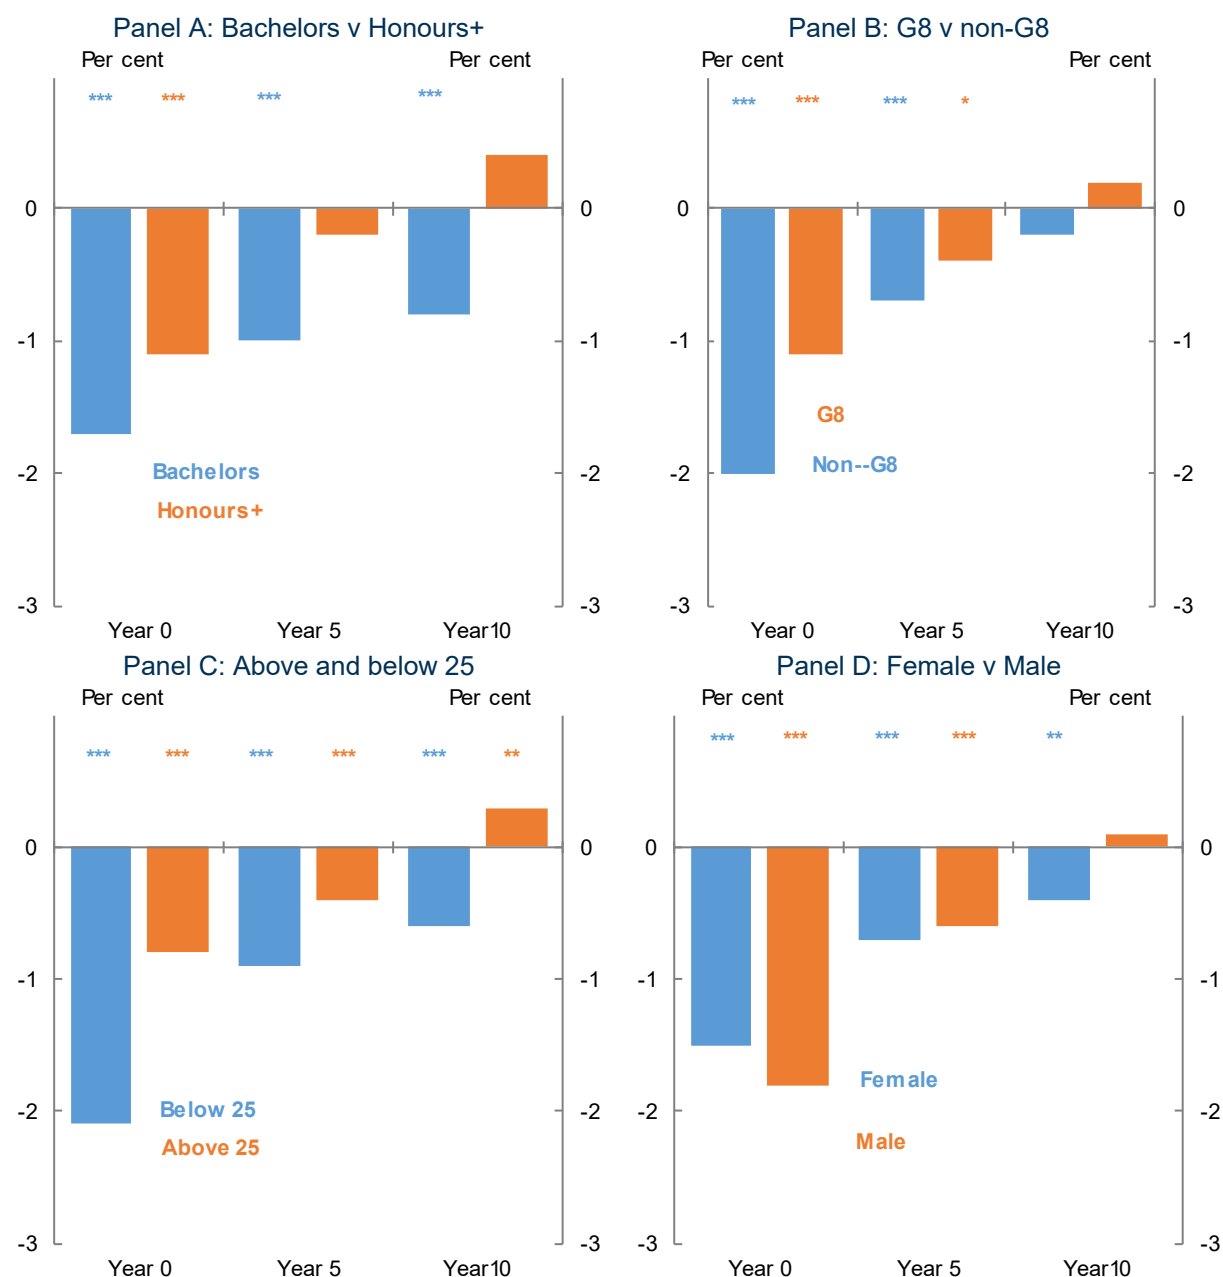 Panel A: Bachelors v Honours+
Per cent Per cent
*** *** *** ***
0 0
-1 -1
-2 -2
Bachelors
Honours+
-3 -3
Year 0 Year 5 Year10
Panel B: G8 v non-G8
Per cent Per cent
*** *** *** *
0 0
-1 -1
G8
Non--G8
-2 -2
-3 -3
Year 0 Year 5 Year10
Panel C: Above and below 25
Per cent Per cent
*** *** *** *** *** **
0 0
-1 -1
-2 -2
Below 25
Above 25
-3 -3
Year 0 Year 5 Year10
Panel D: Female v Male
Per cent Per cent
*** *** *** *** **
0 0
-1 -1
Female
-2 -2
Male
-3 -3
Year 0 Year 5 Year10